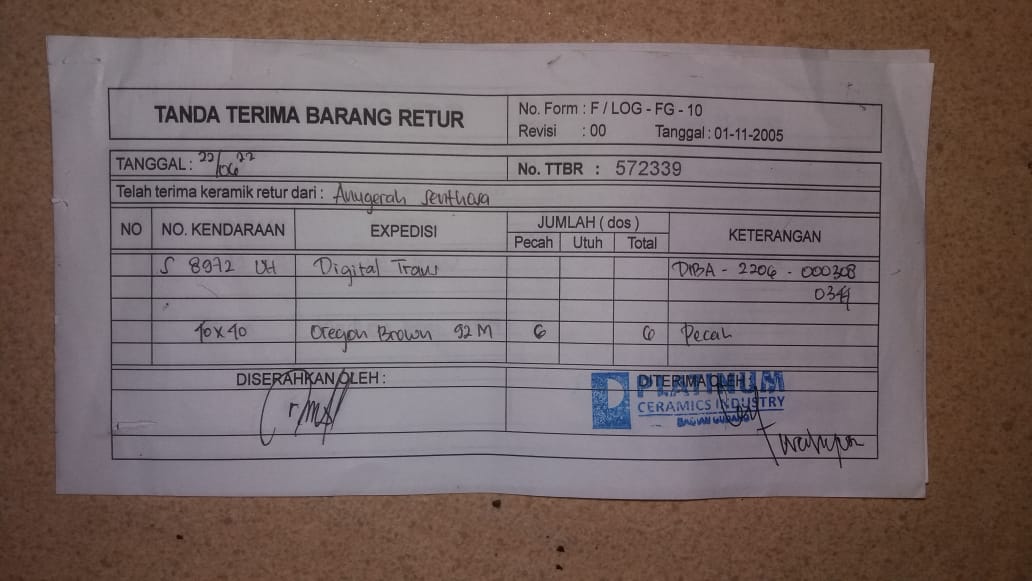 TANDA TERIMA BARANG RETUR
No. Form : F / LOG - FG - 10
Revisi : 00 Tanggal : 01-11-2005
TANGGAL : 22/06 22
No. TTBR : 572339
Telah terima keramik retur dari : Anugerah
NO NO. KENDARAAN EXPEDISI JUMLAH ( dos ) KETERANGAN
Pecah Utuh Total
S 8972 UH Digital Trans DIBA - 2206 - 000308
40x40 Oregon Brown 92 M 6 6 Pecah
DISERAHKAN OLEH : DITERIMA OLEH :
PLATINUM
CERAMICS INDUSTRY
BAGIAN GUDANG